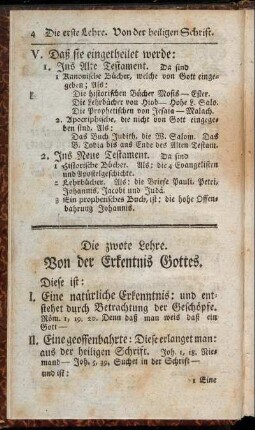 4 Die erste Lehre. Von der heiligen Schrift.
V. Daß sie eingetheilet werde:
1. Ins Alte Testament. Da sind
1 Kanonische Bücher, welche von Gott einge-
geben; Als:
Die historischen Bücher Mosis — Ester.
Die Lehrbücher von Hiob — Hohe L. Salo.
Die Prophetischen von Jesaia — Malach.
2. Apocryphische, die nicht von Gott eingege-
ben sind, Als:
Das Buch Judith, die W. Salom. Das
B. Tobia bis ans Ende des Alten Testam.
2. Ins Neue Testament. Da sind
1 Historische Bücher. Als: die 4 Evangelisten
und Apostelgeschichte.
2 Lehrbücher. Als: die Briefe Pauli, Petri,
Johannis, Jacobi und Judä.
3 Ein prophetisches Buch, ist: die hohe Offen-
bahrung Johannis.
Die zwote Lehre.
Von der Erkentnis Gottes.
Diese ist:
I. Eine natürliche Erkenntnis: und ent-
stehet durch Betrachtung der Geschöpfe.
Röm. 1, 19. 20. Denn daß man weis daß ein
Gott —
II. Eine geoffenbahrte: Diese erlanget man:
aus der heiligen Schrift. Joh. 1, 18. Nie-
mand — Joh. 5, 39. Suchet in der Schrift —
und ist:
1 Eine